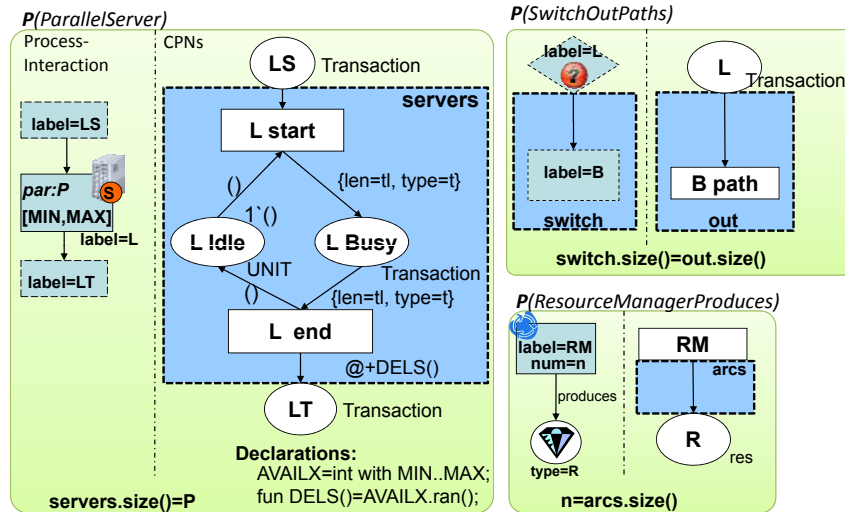 P(ParallelServer)
Process-
Interaction
CPNs
label=LS
par:P
[MIN,MAX]
S
label=L
label=LT
LS
Transaction
servers
L start
()
{len=tl, type=t}
1`()
L Idle
L Busy
UNIT
Transaction
()
{len=tl, type=t}
L end
@+DELS()
LT
Transaction
Declarations:
AVAILX=int with MIN..MAX;
fun DELS()=AVAILX.ran();
servers.size()=P
P(SwitchOutPaths)
label=L
?
label=B
switch
L
Transaction
B path
out
switch.size()=out.size()
P(ResourceManagerProduces)
label=RM
num=n
produces
type=R
RM
arcs
R
res
n=arcs.size()